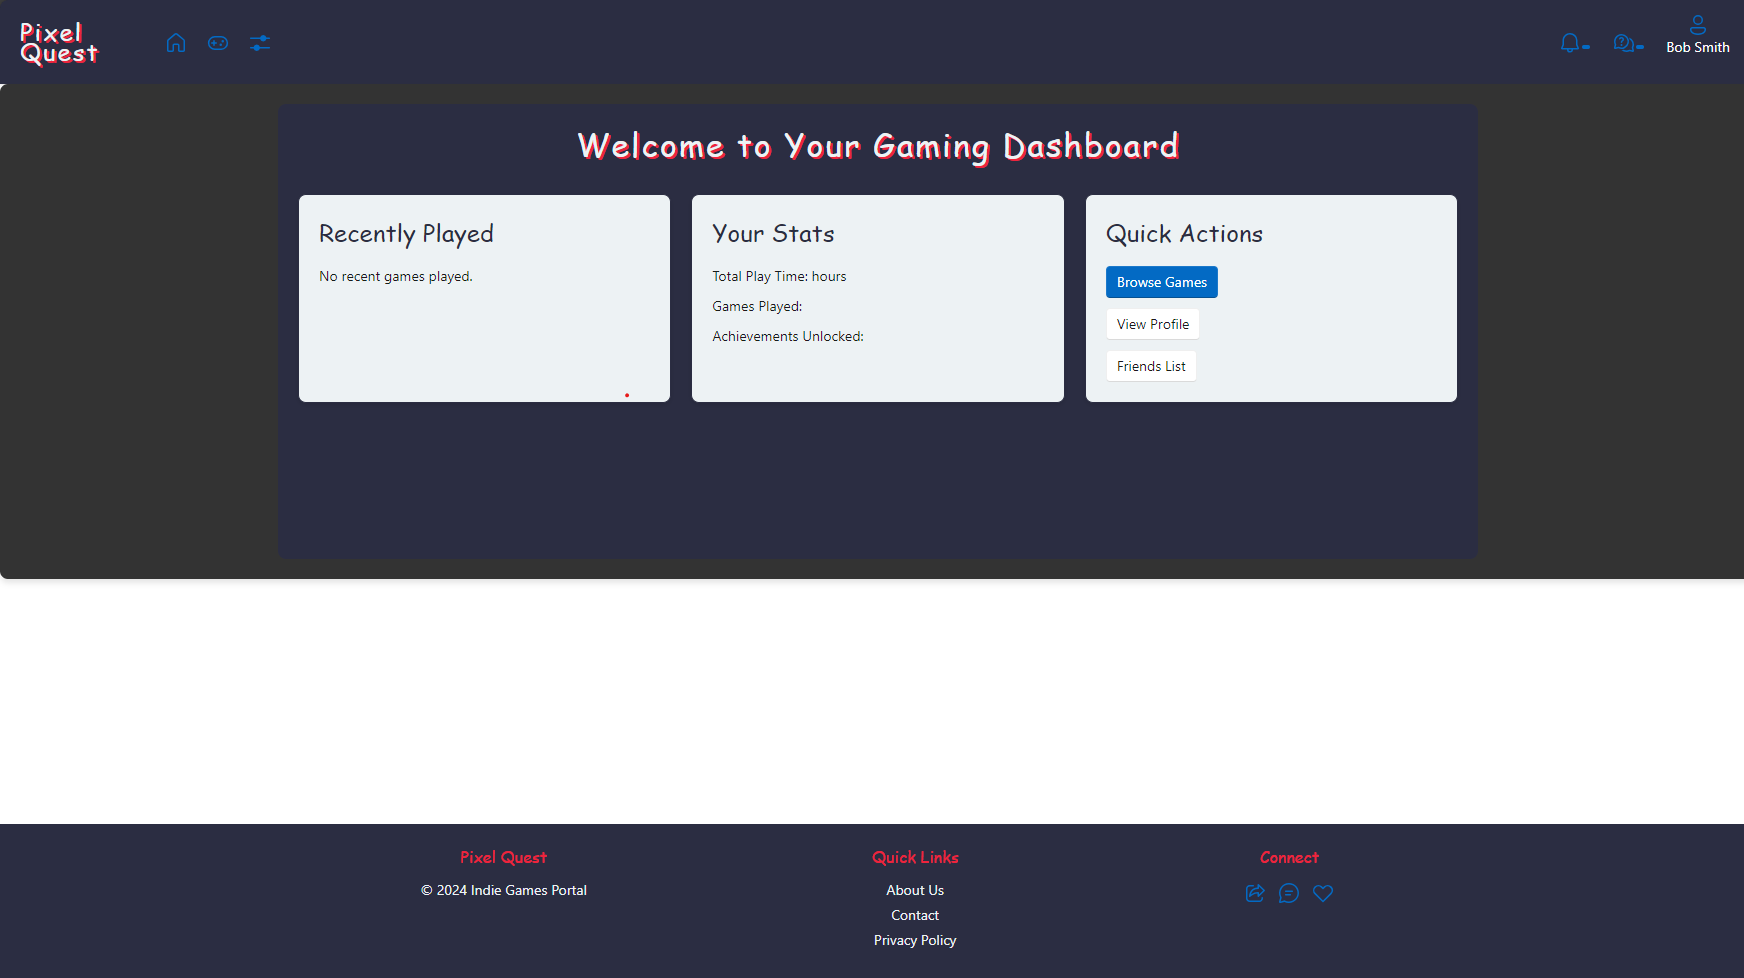 Pixel
Quest
Bob Smith
Welcome to Your Gaming Dashboard
Recently Played
No recent games played.
Your Stats
Total Play Time: hours
Games Played:
Achievements Unlocked:
Quick Actions
Browse Games
View Profile
Friends List
Pixel Quest
© 2024 Indie Games Portal
Quick Links
About Us
Contact
Privacy Policy
Connect